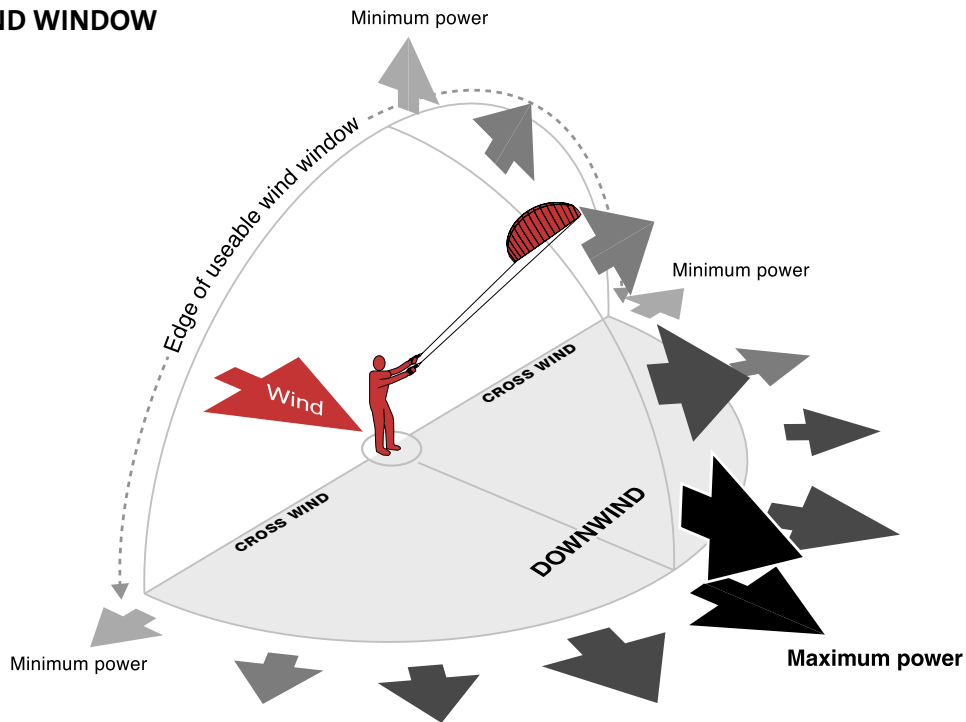 ND WINDOW
Minimum power
Edge of useable wind window
Minimum power
Wind
CROSS WIND
CROSS WIND
DOWNWIND
Minimum power
Maximum power